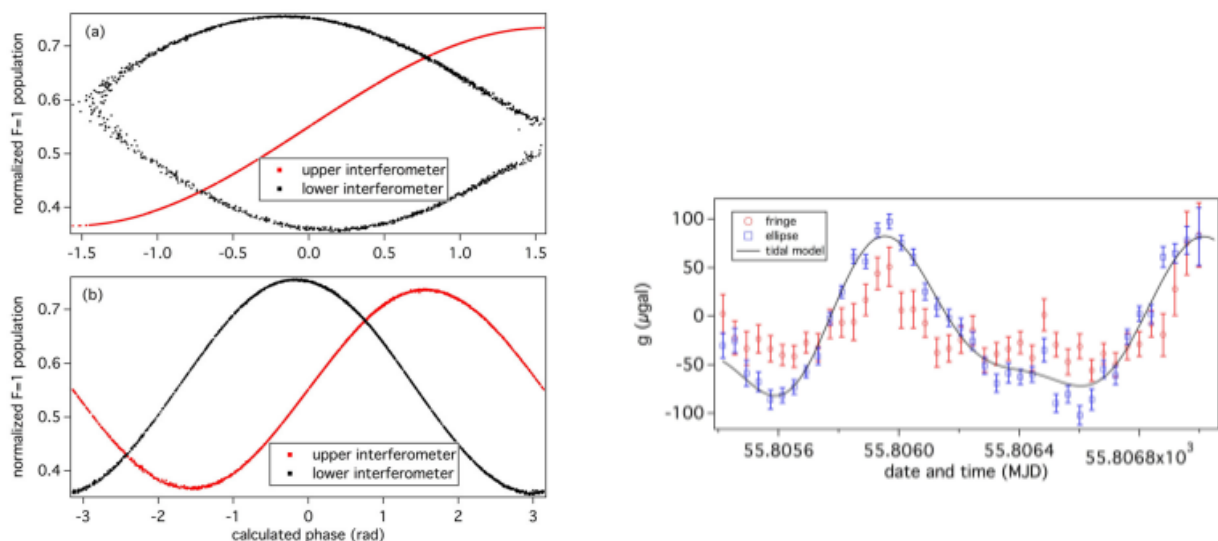 (a)
normalized F=1 population
0.7
0.6
0.5
0.4
upper interferometer
lower interferometer
-1.5 -1.0 -0.5 0.0 0.5 1.0 1.5
(b)
normalized F=1 population
0.7
0.6
0.5
0.4
upper interferometer
lower interferometer
-3 -2 -1 0 1 2 3
calculated phase (rad)
g (μgal)
100
50
0
-50
-100
fringe
ellipse
tidal model
55.8056 55.8060 55.8064 55.8068x10³
date and time (MJD)